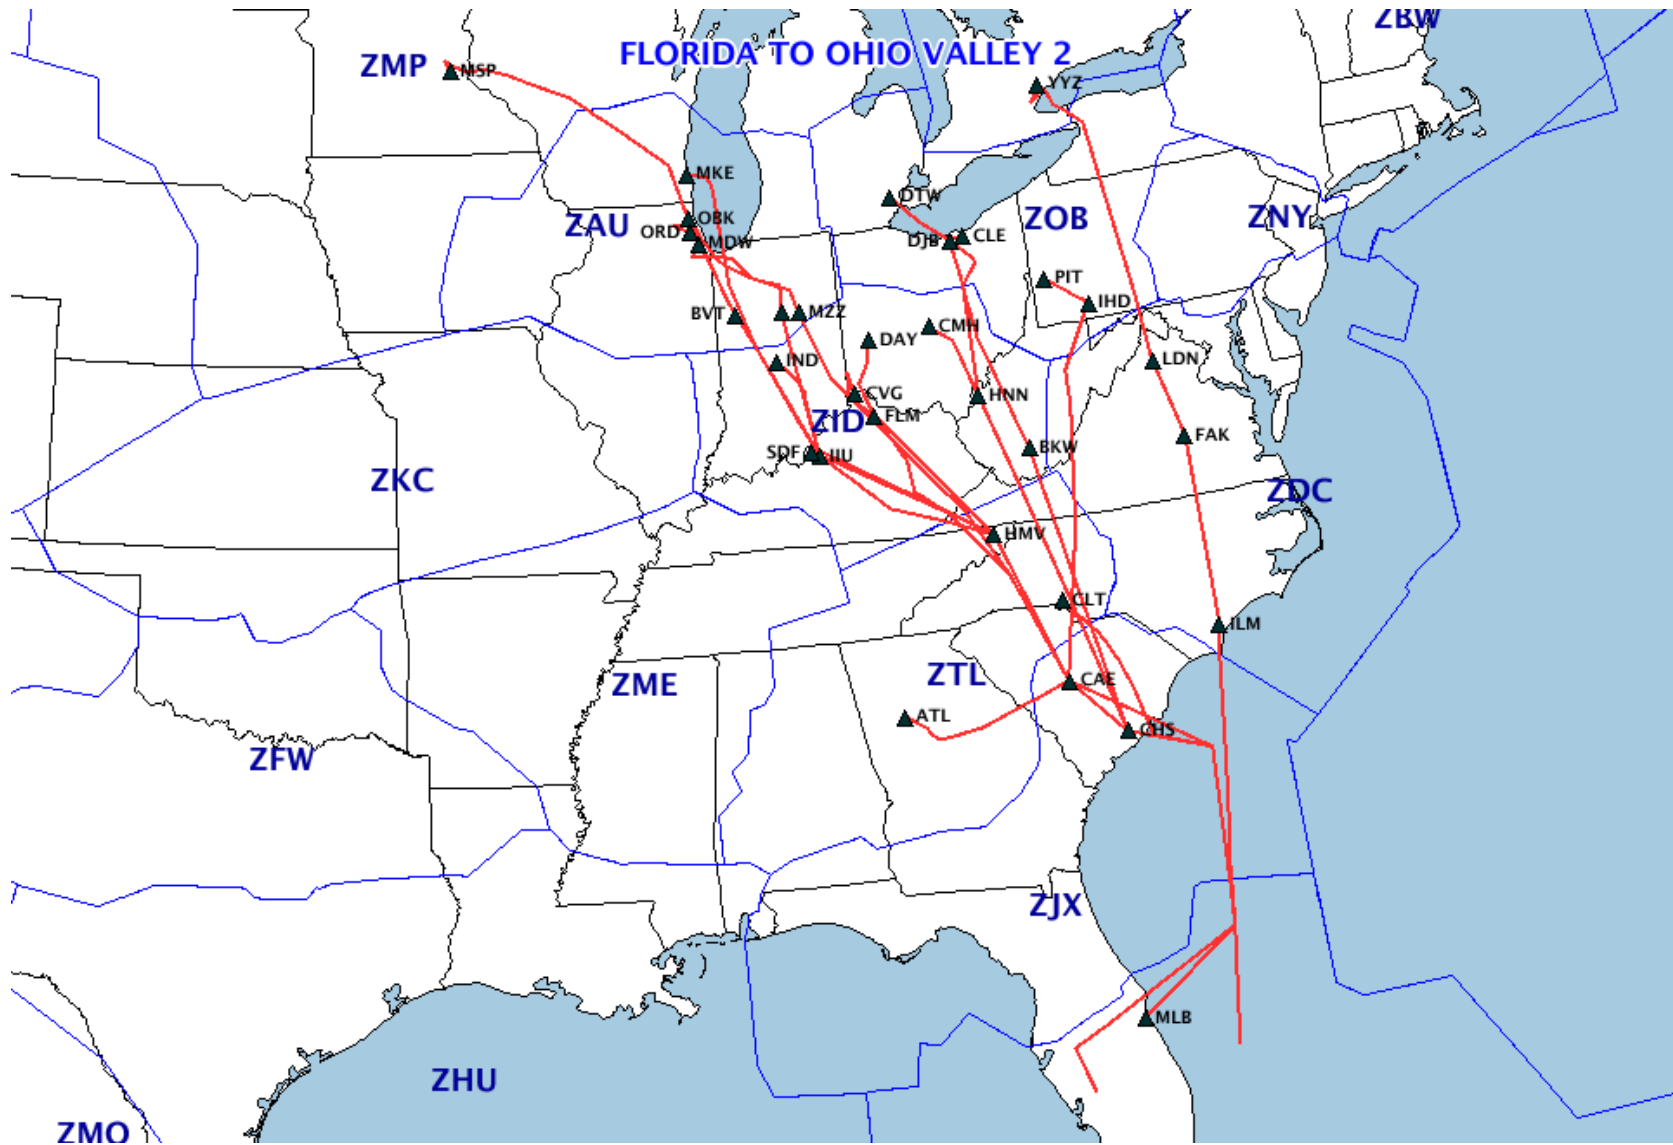 ZBW
FLORIDA TO OHIO VALLEY 2
ZMP
MSP
YYZ
MKE
DTW
OBK
ZAU
ORD
MDW
ZOB
ZNY
DJB
CLE
PIT
IHD
BVT
MZZ
CMH
DAY
IND
LDN
CVG
HNN
FLM
ZID
FAK
SDF
IIU
BKW
ZKC
ZDC
HMV
CLT
ILM
ZTL
CAE
ZME
ATL
CHS
ZFW
ZJX
MLB
ZHU
ZMO